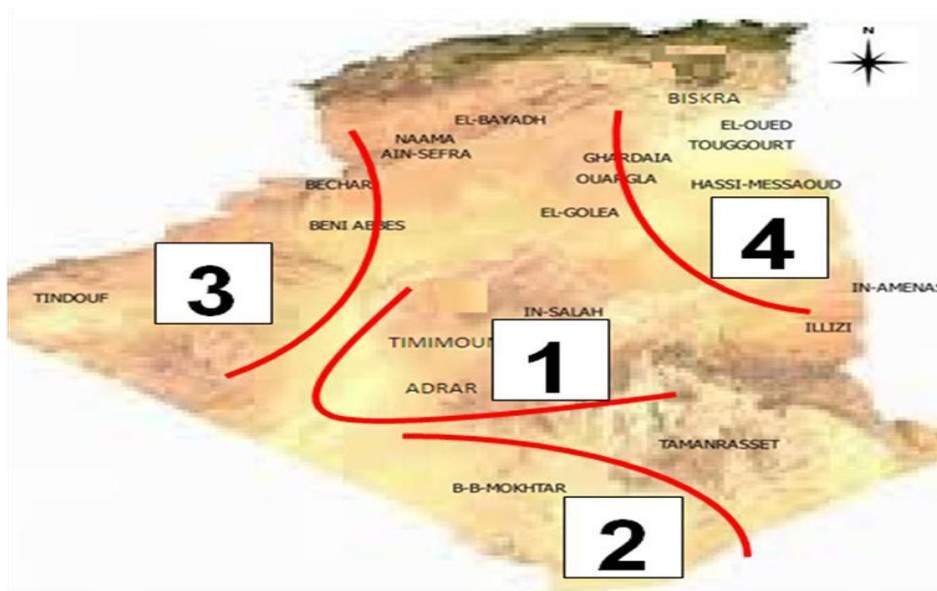 N
BISKRA
EL-BAYADH
EL-OUED
NAAMA
TOUGGOURT
AIN-SEFRA
GHARDAIA
BECHAR
OUARGLA
HASSI-MESSAOUD
EL-GOLEA
BENI ABBES
4
3
IN-AMENAS
TINDOUF
IN-SALAH
ILLIZI
TIMIMOUN
1
ADRAR
TAMANRASSET
B-B-MOKHTAR
2